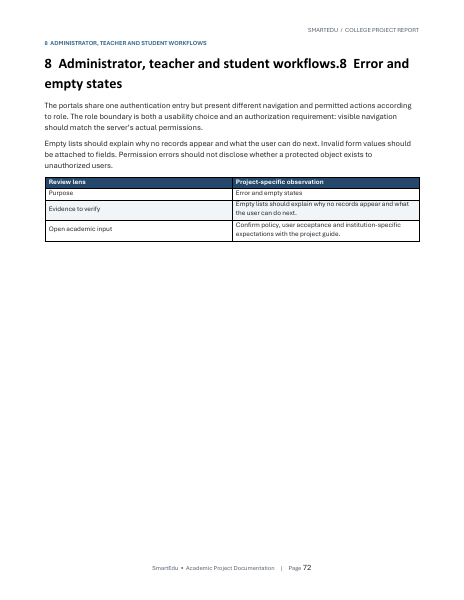 SMARTEDU / COLLEGE PROJECT REPORT
8 ADMINISTRATOR, TEACHER AND STUDENT WORKFLOWS
8 Administrator, teacher and student workflows.8 Error and
empty states
The portals share one authentication entry but present different navigation and permitted actions according
to role. The role boundary is both a usability choice and an authorization requirement: visible navigation
should match the server's actual permissions.
Empty lists should explain why no records appear and what the user can do next. Invalid form values should
be attached to fields. Permission errors should not disclose whether a protected object exists to
unauthorized users.
Review lens Project-specific observation
Purpose Error and empty states
Evidence to verify Empty lists should explain why no records appear and what
the user can do next.
Open academic input Confirm policy, user acceptance and institution-specific
expectations with the project guide.
SmartEdu • Academic Project Documentation | Page 72